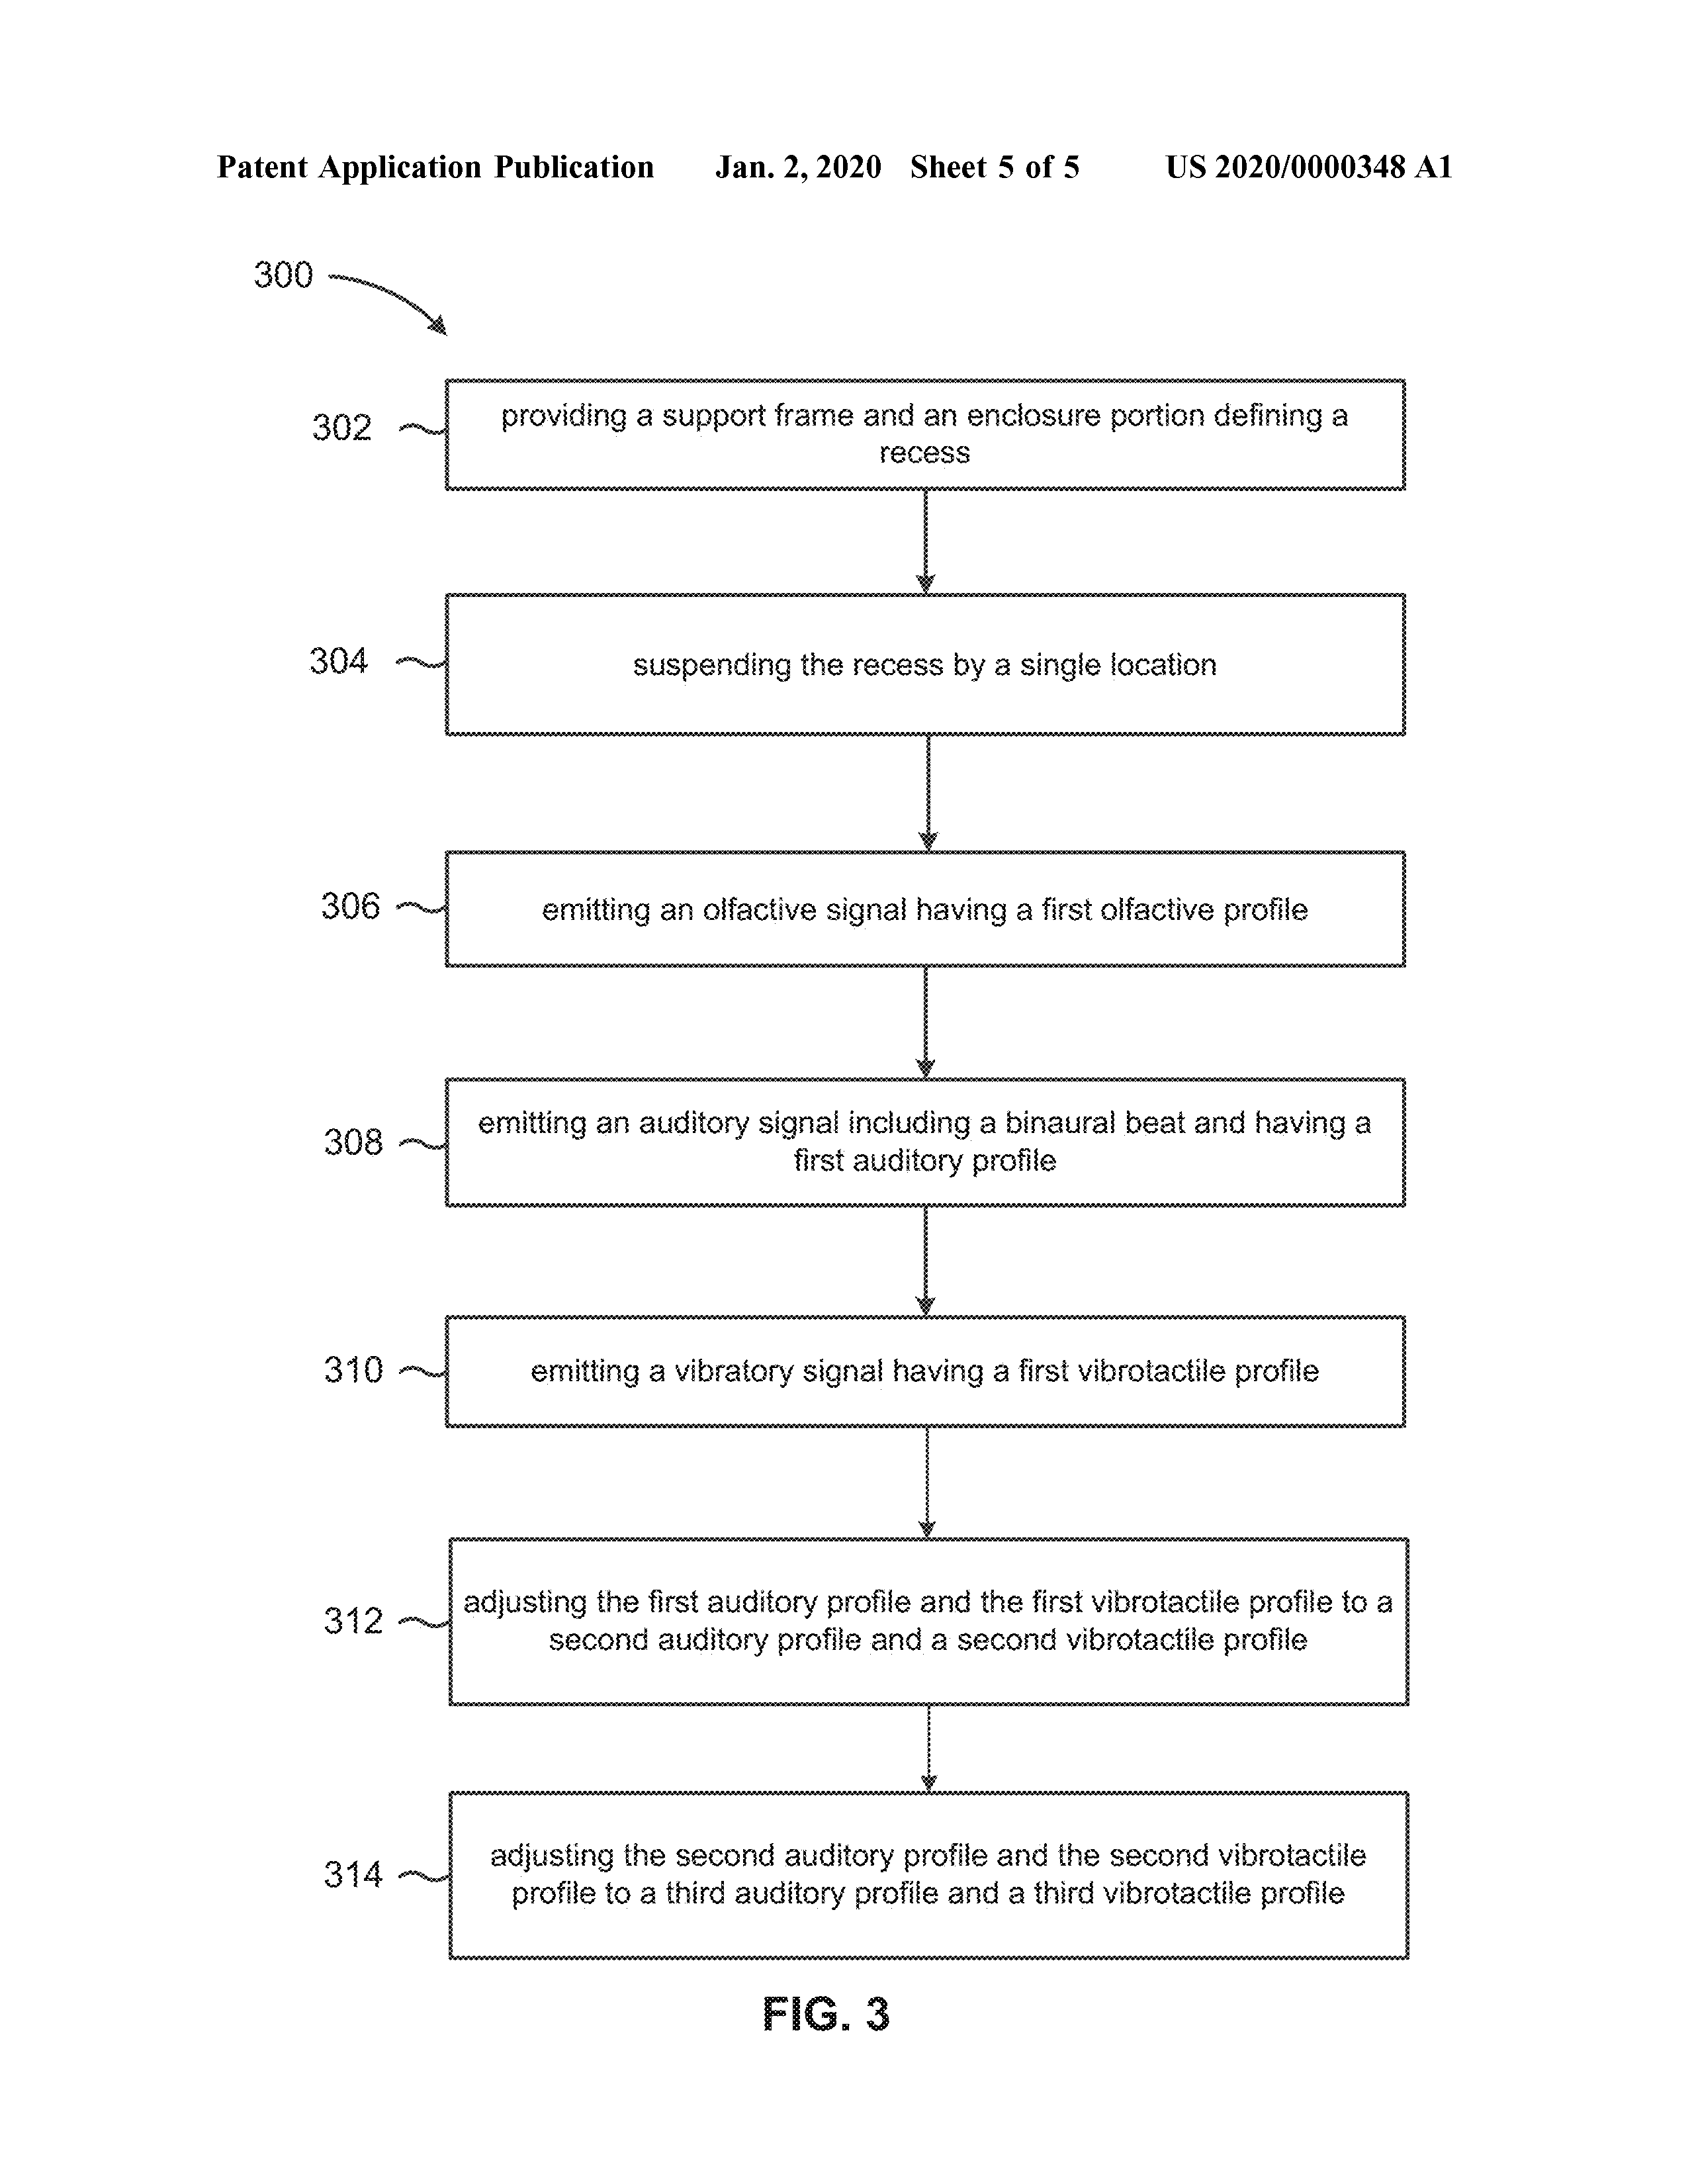 Patent Application Publication Jan. 2, 2020 Sheet 5 of 5 US 2020/0000348 A1
300
302
providing a support frame and an enclosure portion defining a
recess
304
suspending the recess by a single location
306
emitting an olfactive signal having a first olfactive profile
308
emitting an auditory signal including a binaural beat and having a
first auditory profile
310
emitting a vibratory signal having a first vibrotactile profile
312
adjusting the first auditory profile and the first vibrotactile profile to a
second auditory profile and a second vibrotactile profile
314
adjusting the second auditory profile and the second vibrotactile
profile to a third auditory profile and a third vibrotactile profile
FIG. 3